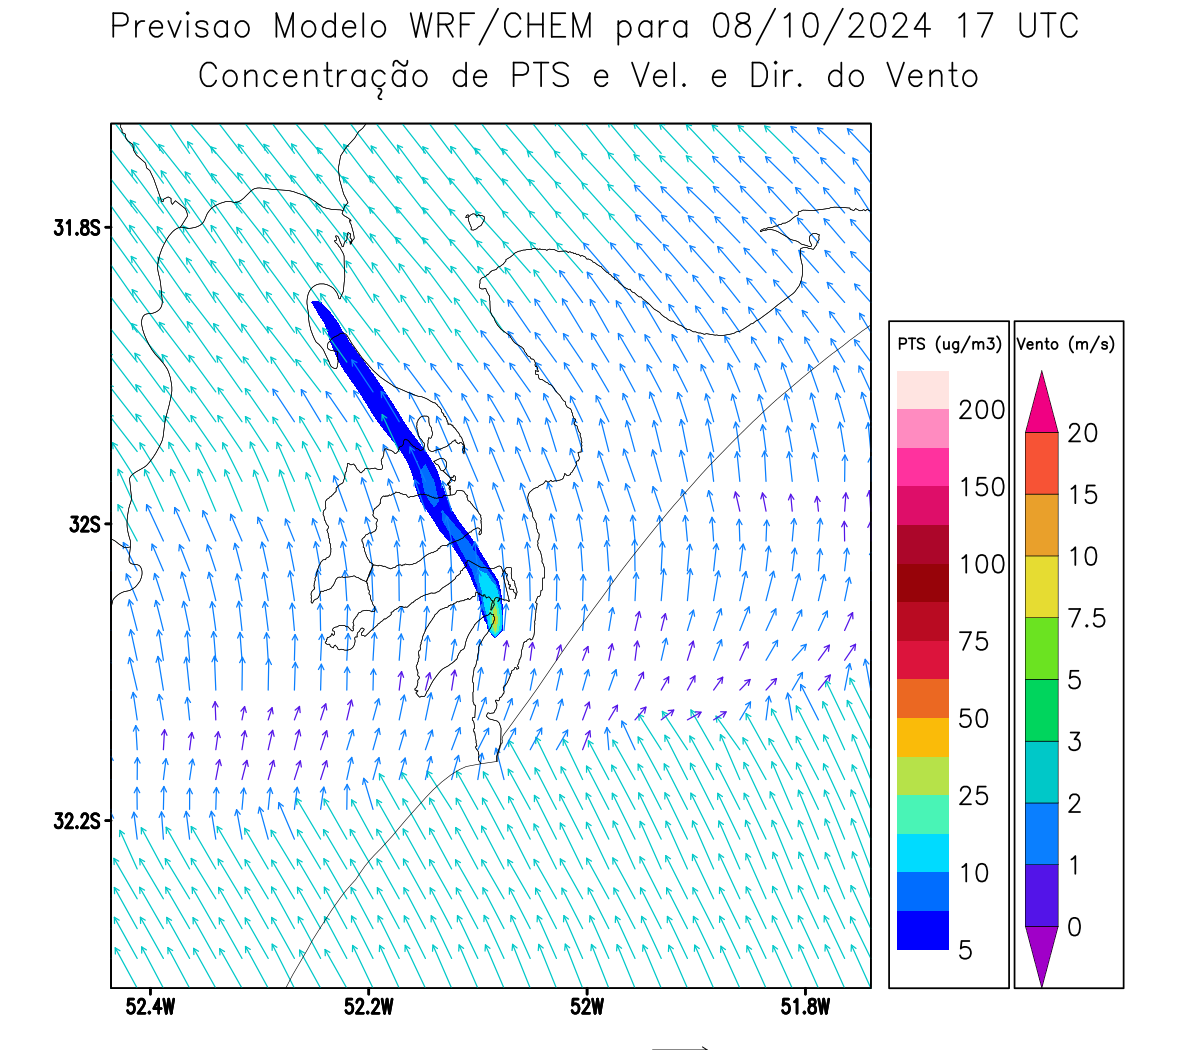 Previsao Modelo WRF/CHEM para 08/10/2024 17 UTC
Concentração de PTS e Vel. e Dir. do Vento
31.8S
32S
32.2S
52.4W
52.2W
52W
51.8W
PTS (ug/m3)
200
150
100
75
50
25
10
5
Vento (m/s)
20
15
10
7.5
5
3
2
1
0